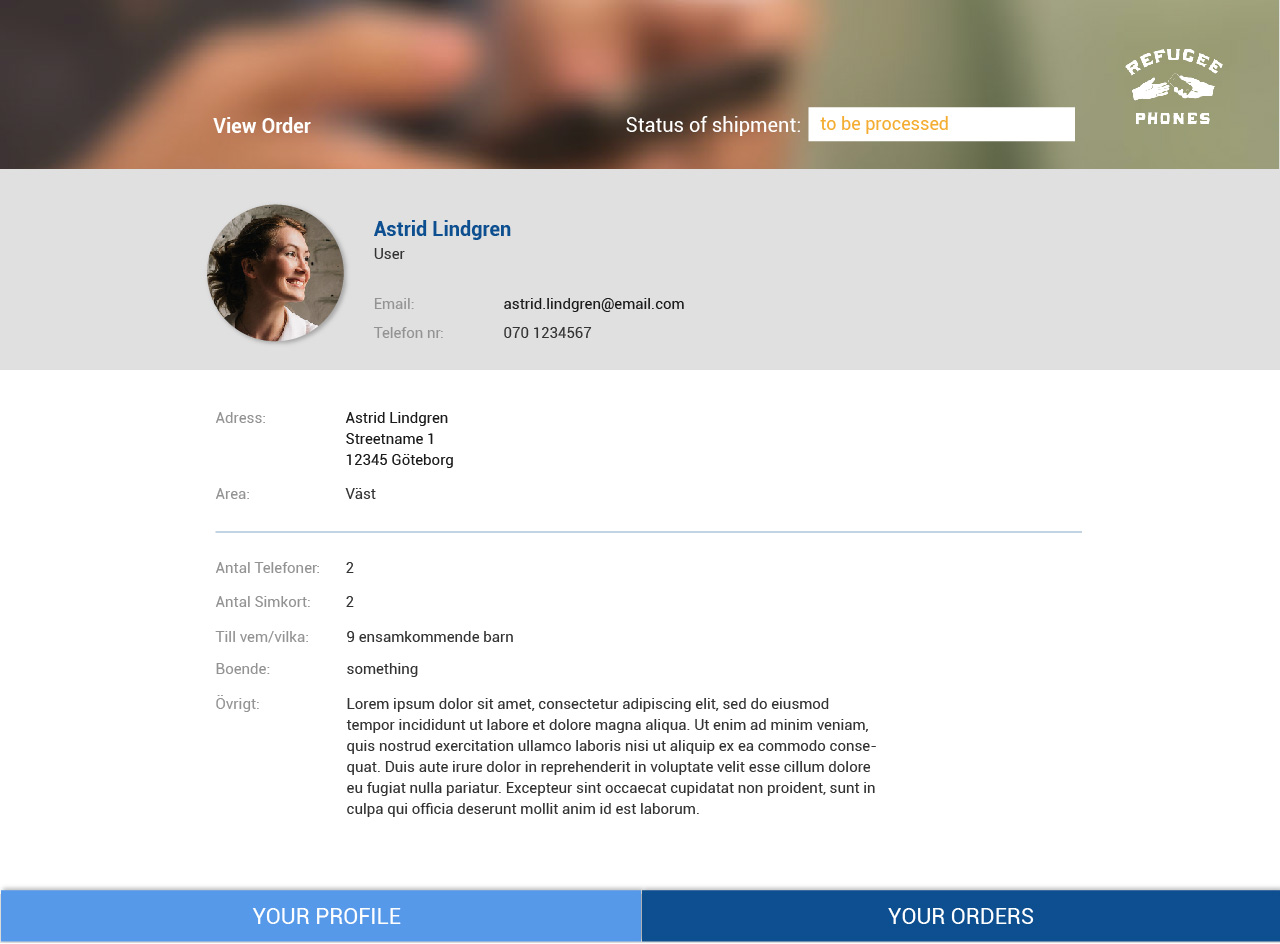 REFUGEE
PHONES
View Order
Status of shipment: to be processed
Astrid Lindgren
User
Email: astrid.lindgren@email.com
Telefon nr: 070 1234567
Adress: Astrid Lindgren
Streetname 1
12345 Göteborg
Area: Väst
Antal Telefoner: 2
Antal Simkort: 2
Till vem/vilka: 9 ensamkommende barn
Boende: something
Övrigt: Lorem ipsum dolor sit amet, consectetur adipiscing elit, sed do eiusmod
tempor incididunt ut labore et dolore magna aliqua. Ut enim ad minim veniam,
quis nostrud exercitation ullamco laboris nisi ut aliquip ex ea commodo conse-
quat. Duis aute irure dolor in reprehenderit in voluptate velit esse cillum dolore
eu fugiat nulla pariatur. Excepteur sint occaecat cupidatat non proident, sunt in
culpa qui officia deserunt mollit anim id est laborum.
YOUR PROFILE
YOUR ORDERS